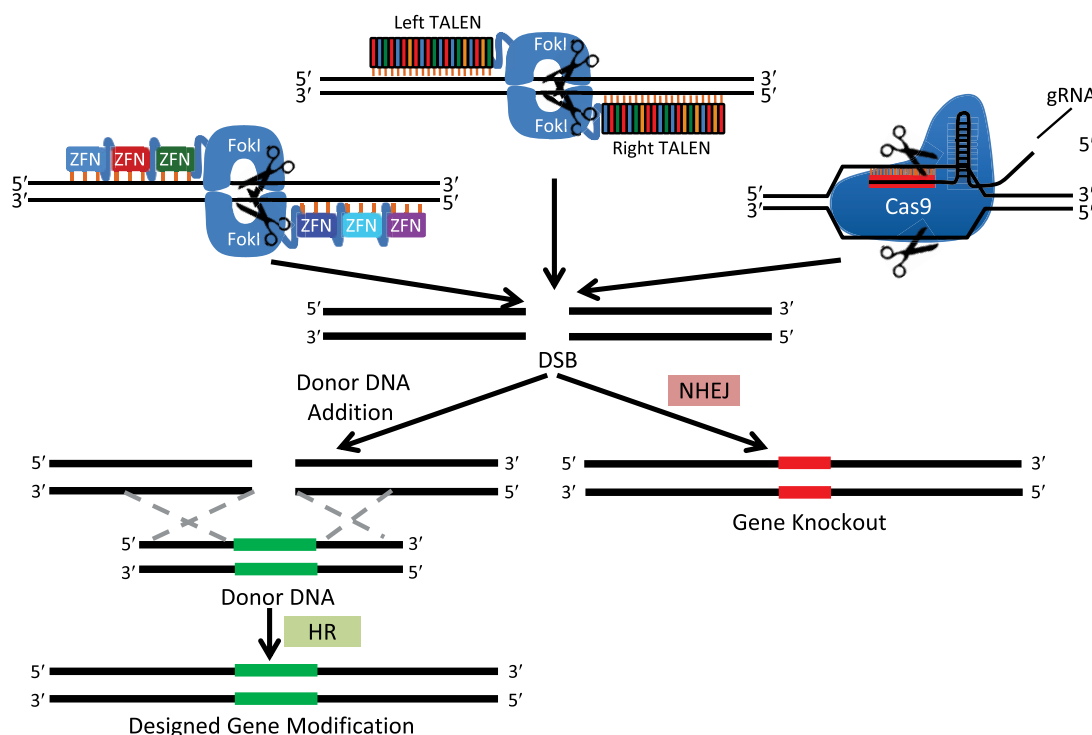 Left TALEN
FokI
5′ 3′
3′ 5′
FokI
Right TALEN
ZFN ZFN ZFN
FokI
5′ 3′
3′ 5′
FokI
ZFN ZFN ZFN
gRNA
5′
5′ 3′
3′ 5′
Cas9
5′ 3′
3′ 5′
DSB
Donor DNA
Addition
NHEJ
5′ 3′
3′ 5′
5′ 3′
3′ 5′
Gene Knockout
5′ 3′
3′ 5′
Donor DNA
HR
5′ 3′
3′ 5′
Designed Gene Modification